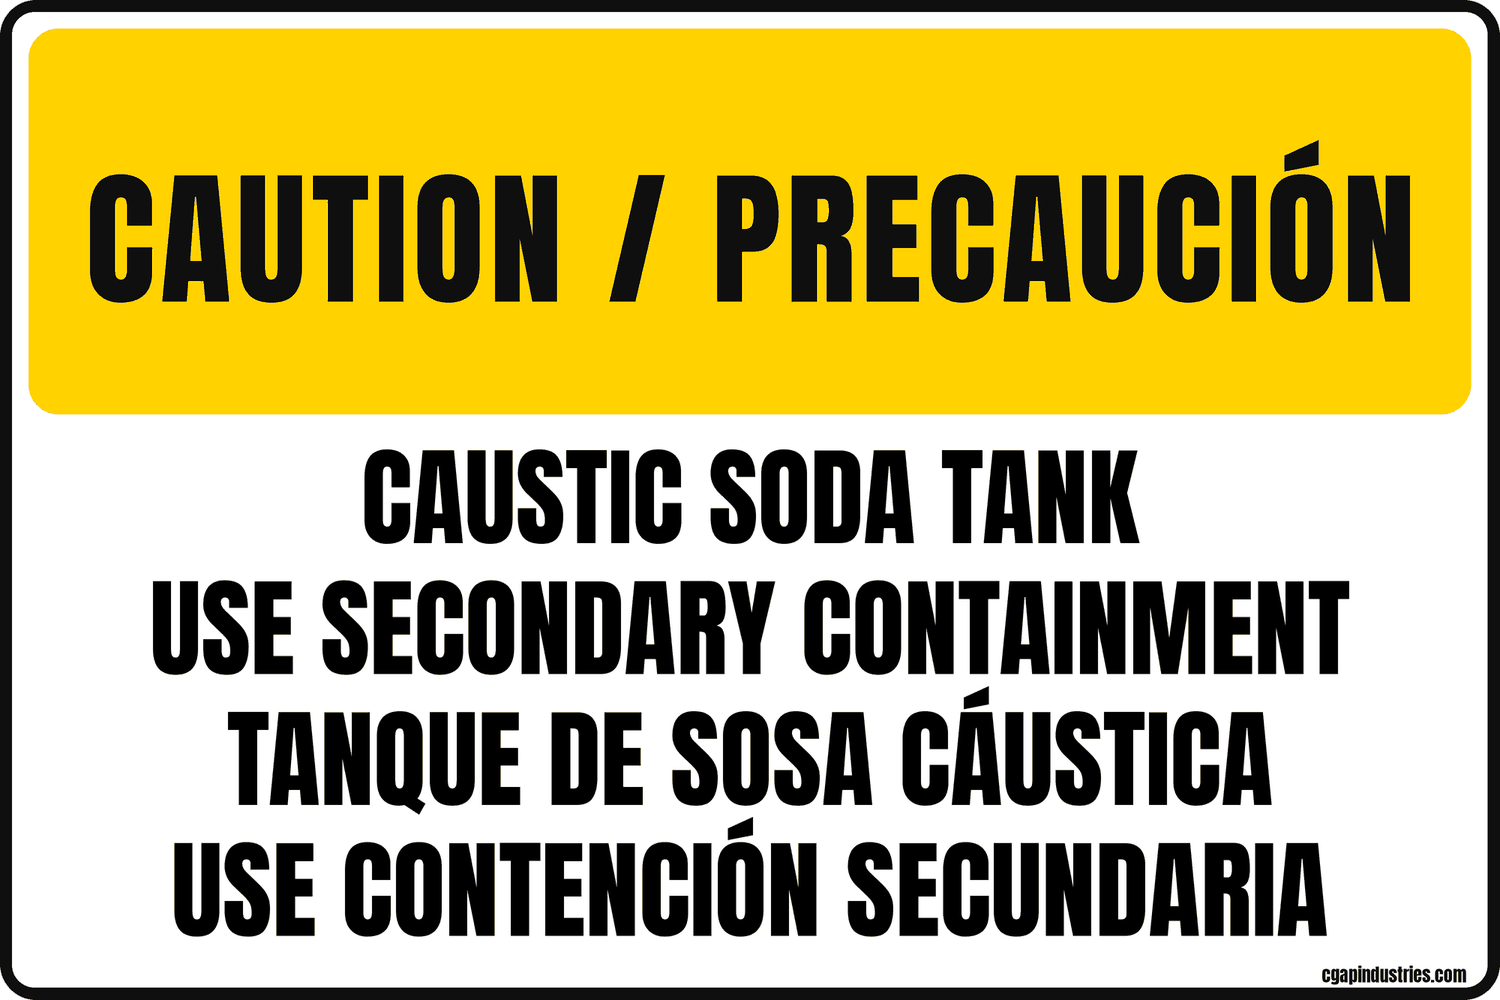 CAUTION / PRECAUCIÓN
CAUSTIC SODA TANK
USE SECONDARY CONTAINMENT
TANQUE DE SOSA CÁUSTICA
USE CONTENCIÓN SECUNDARIA
cgapindustries.com